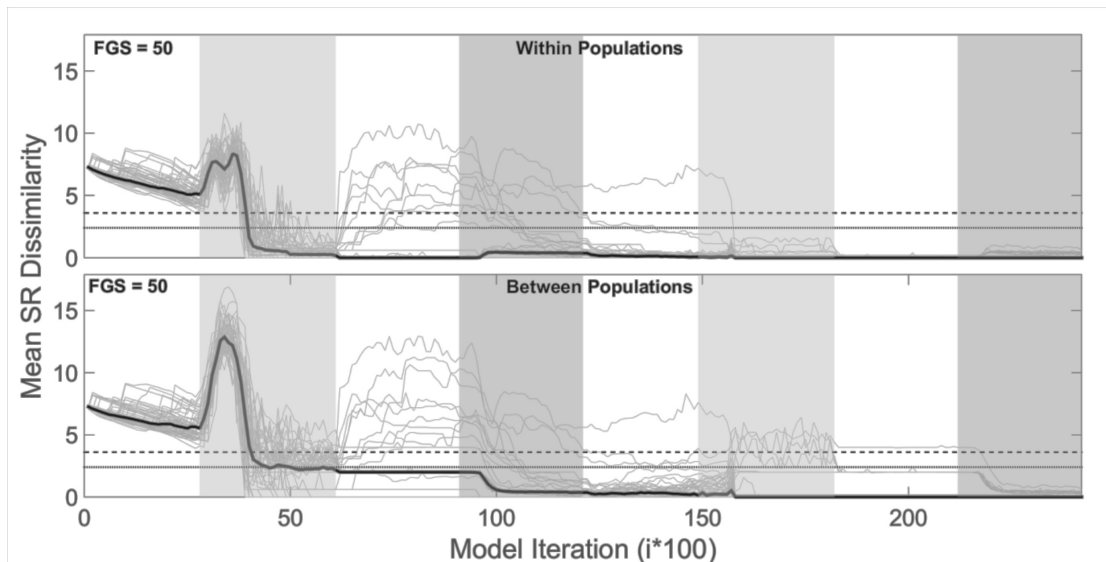 FGS = 50
Within Populations
15
10
5
0
FGS = 50
Between Populations
15
10
5
0
0
50
100
150
200
Mean SR Dissimilarity
Model Iteration (i*100)